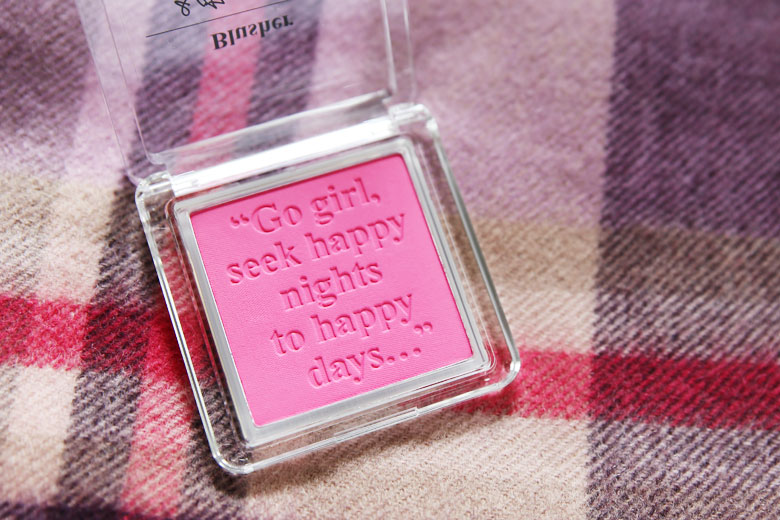 Blusher
“Go girl,
seek happy
nights
to happy
days...”